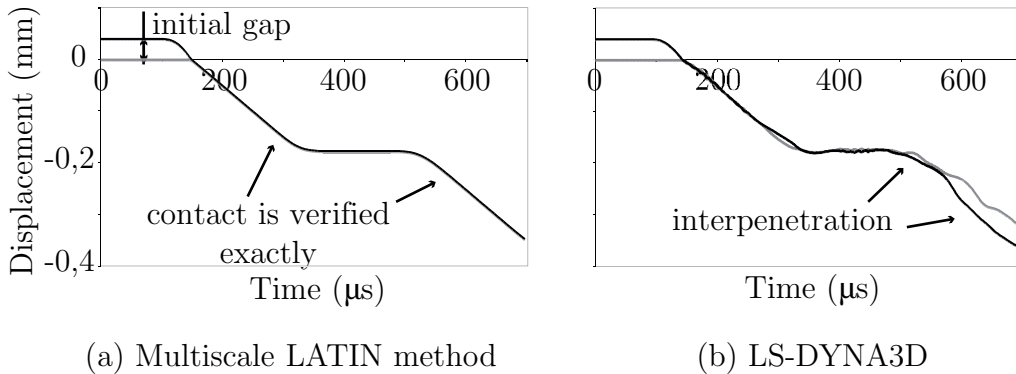 initial gap
0
0
200
400
600
-0,2
-0,4
Displacement (mm)
contact is verified
exactly
Time (μs)
(a) Multiscale LATIN method
0
200
400
600
interpenetration
Time (μs)
(b) LS-DYNA3D